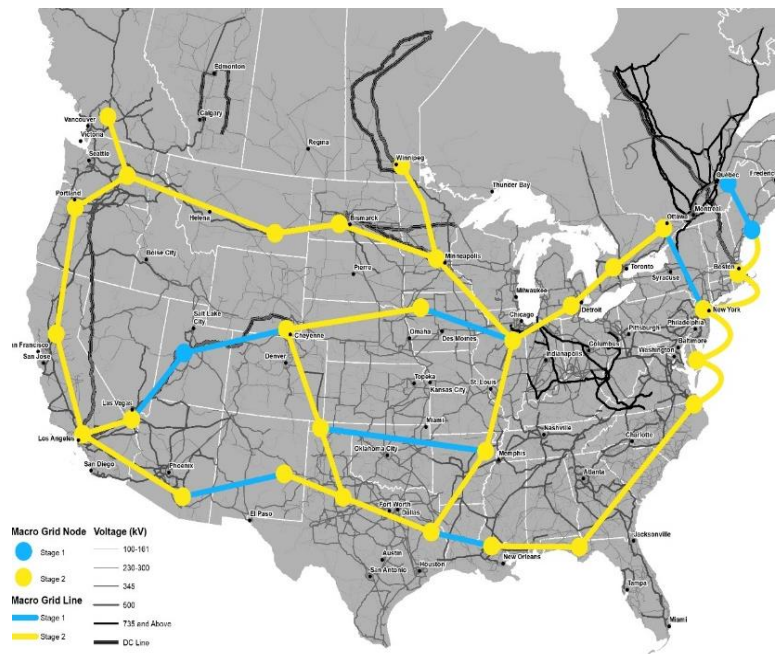 Edmonton
Calgary
Vancouver
Victoria
Seattle
Regina
Winnipeg
Thunder Bay
Québec
Frederic
Montreal
Ottawa
Portland
Helena
Bismarck
Minneapolis
Toronto
Boston
Syracuse
Boise City
Pierre
Milwaukee
Detroit
New York
Chicago
Salt Lake
City
Cheyenne
Omaha
Des Moines
Pittsburgh
Philadelphia
Baltimore
Columbus
Washington
Indianapolis
an Francisco
San Jose
Denver
Topeka
Kansas City
St. Louis
Las Vegas
Miami
Nashville
Charlotte
Los Angeles
Oklahoma City
Memphis
San Diego
Phoenix
Atlanta
El Paso
Fort Worth
Dallas
Jacksonville
Austin
San Antonio
Houston
New Orleans
Tampa
Miami
Macro Grid Node
Stage 1
Stage 2
Macro Grid Line
Stage 1
Stage 2
Voltage (kV)
100-161
230-300
345
500
735 and Above
DC Line